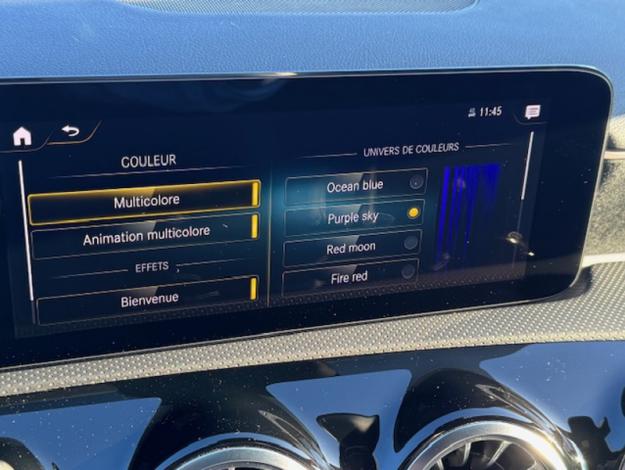 11:45
COULEUR
Multicolore
Animation multicolore
EFFETS
Bienvenue
UNIVERS DE COULEURS
Ocean blue
Purple sky
Red moon
Fire red